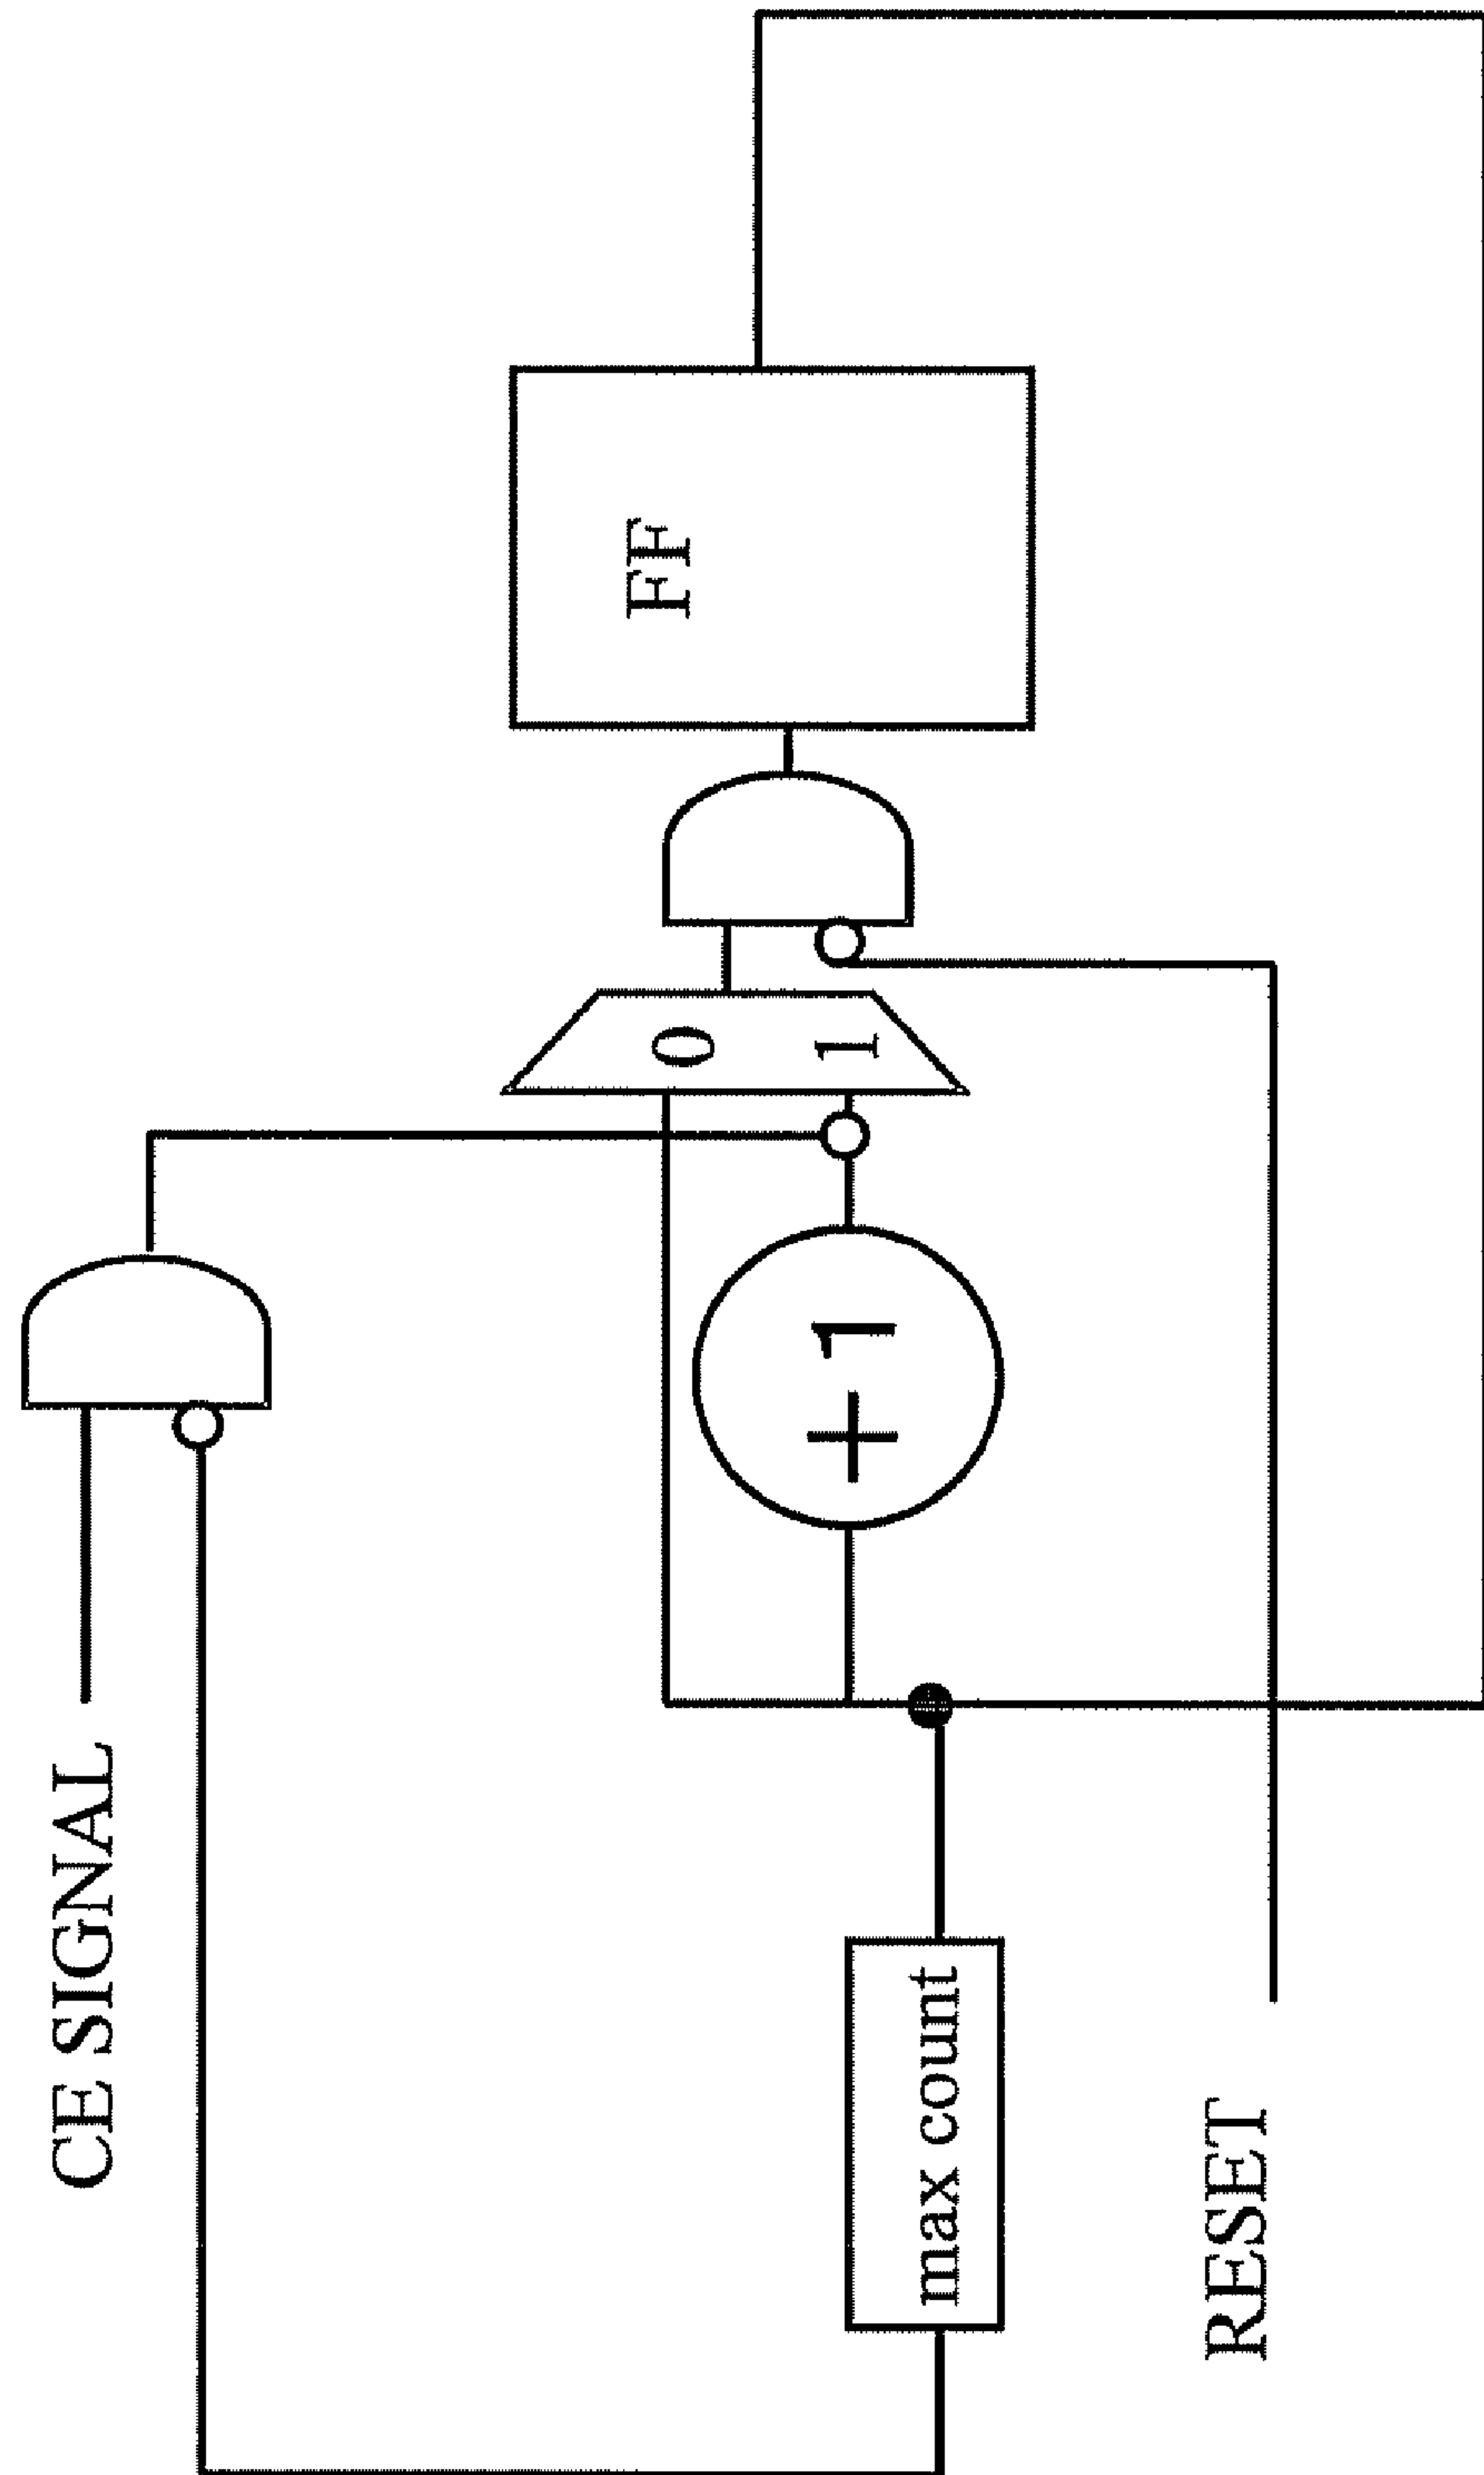 CE SIGNAL
max count
RESET
+1
0
1
FF